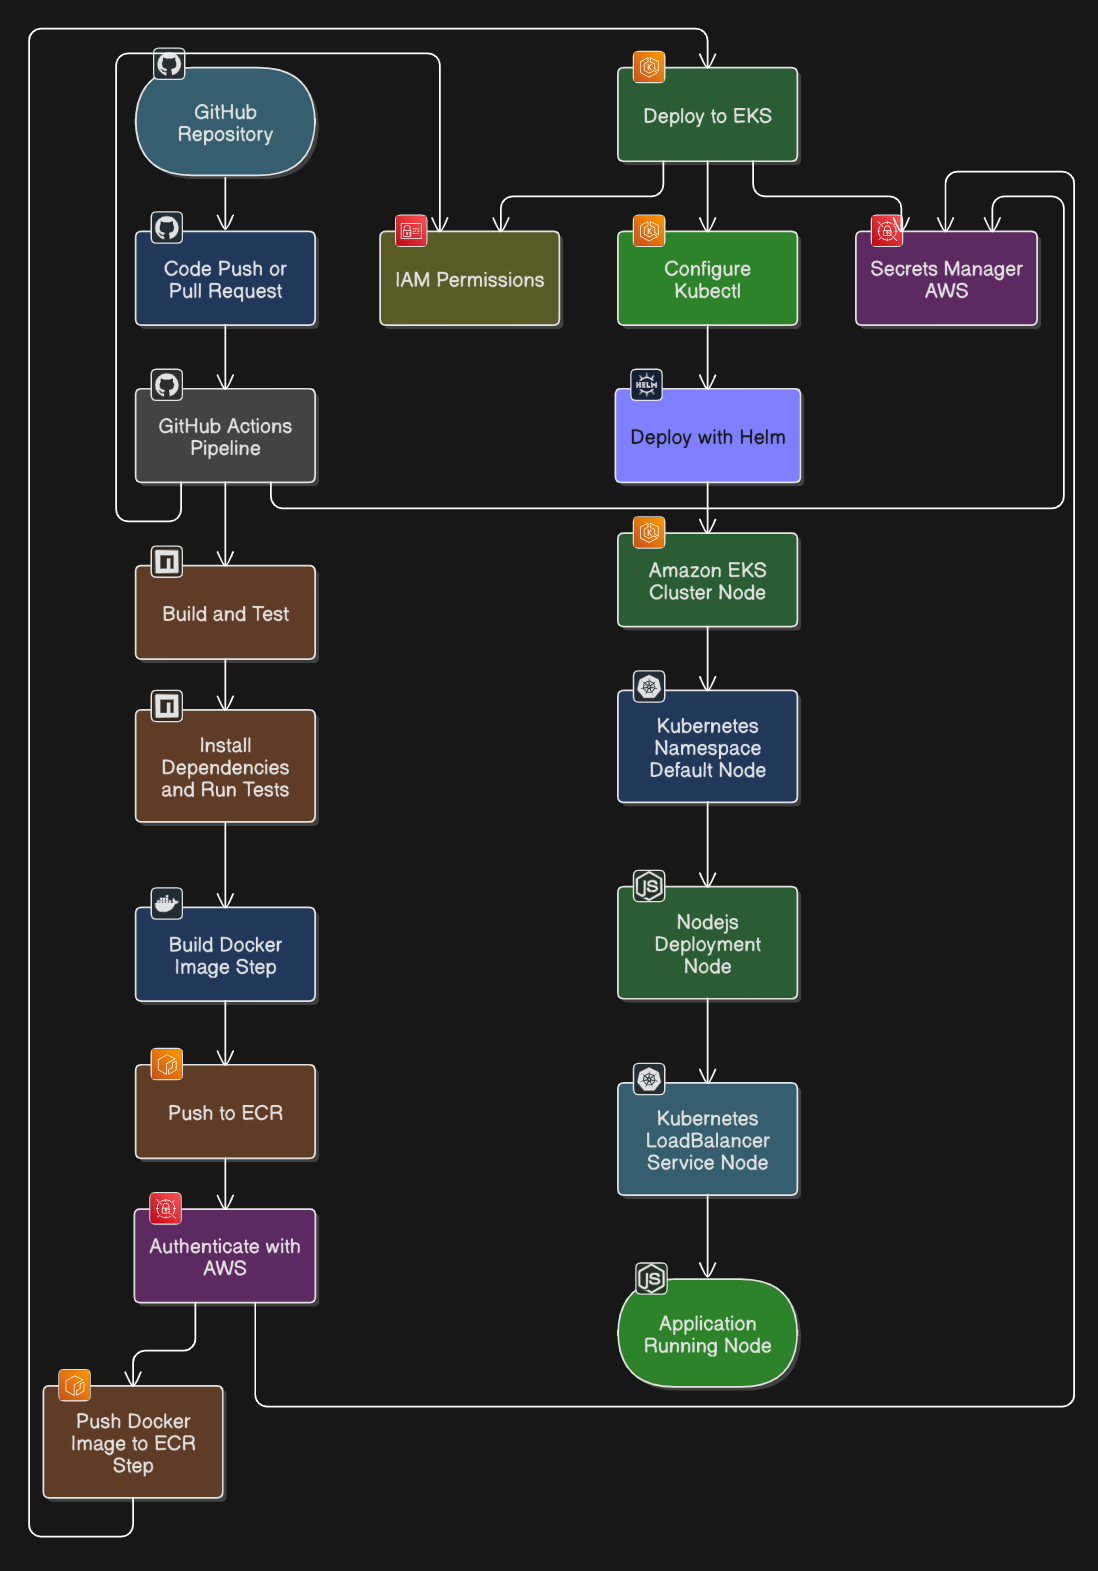 GitHub
Repository
Code Push or
Pull Request
GitHub Actions
Pipeline
Build and Test
Install
Dependencies
and Run Tests
Build Docker
Image Step
Push to ECR
Authenticate with
AWS
Push Docker
Image to ECR
Step
IAM Permissions
Deploy to EKS
Configure
Kubectl
HELM
Deploy with Helm
Amazon EKS
Cluster Node
Kubernetes
Namespace
Default Node
JS
Nodejs
Deployment
Node
Kubernetes
LoadBalancer
Service Node
JS
Application
Running Node
Secrets Manager
AWS